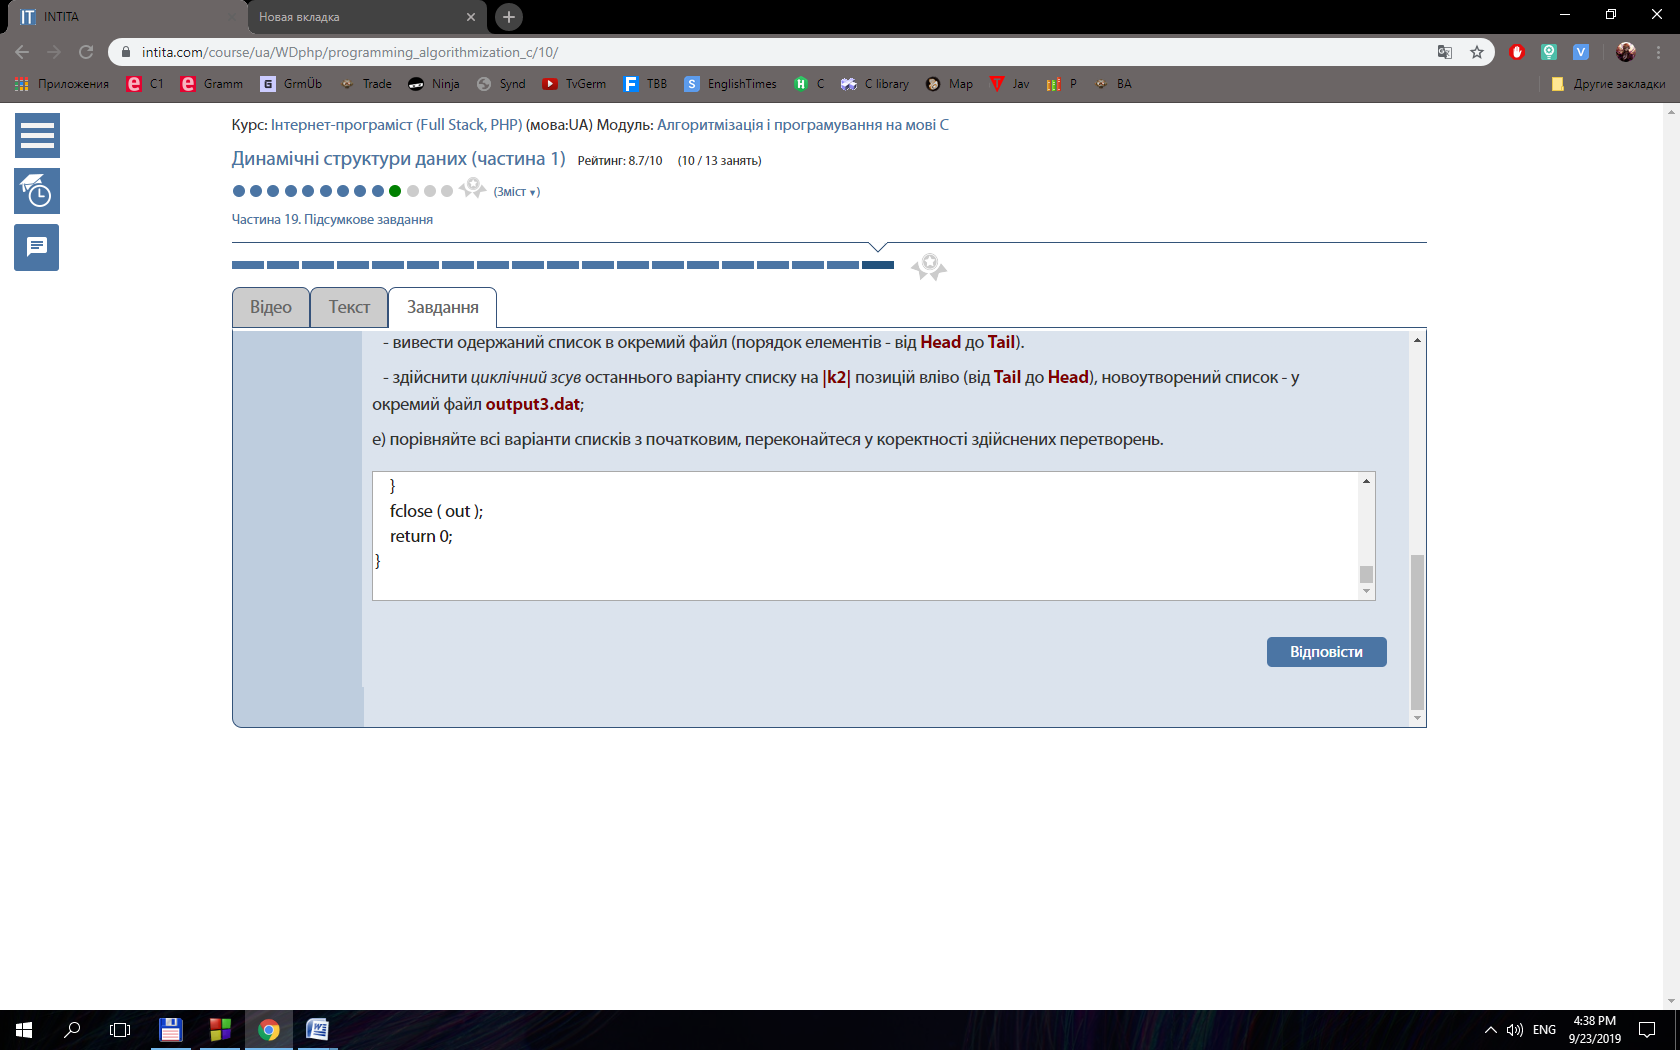 INTITA
Новая вкладка
intita.com/course/ua/WDphp/programming_algorithmization_c/10/
Приложения
C1
Gramm
GrmÜb
Trade
Ninja
Synd
TvGerm
TBB
EnglishTimes
C
C library
Map
Jav
P
BA
Другие закладки
Курс: Інтернет-програміст (Full Stack, PHP) (мова:UA) Модуль: Алгоритмізація і програмування на мові С
Динамічні структури даних (частина 1) Рейтинг: 8.7/10 (10 / 13 занять)
(Зміст ▾)
Частина 19. Підсумкове завдання
Відео
Текст
Завдання
- вивести одержаний список в окремий файл (порядок елементів - від Head до Tail).
- здійснити циклічний зсув останнього варіанту списку на |k2| позицій вліво (від Tail до Head), новоутворений список - у
окремий файл output3.dat;
е) порівняйте всі варіанти списків з початковим, переконайтеся у коректності здійснених перетворень.
}
fclose ( out );
return 0;
}
Відповісти
ENG
4:38 PM
9/23/2019